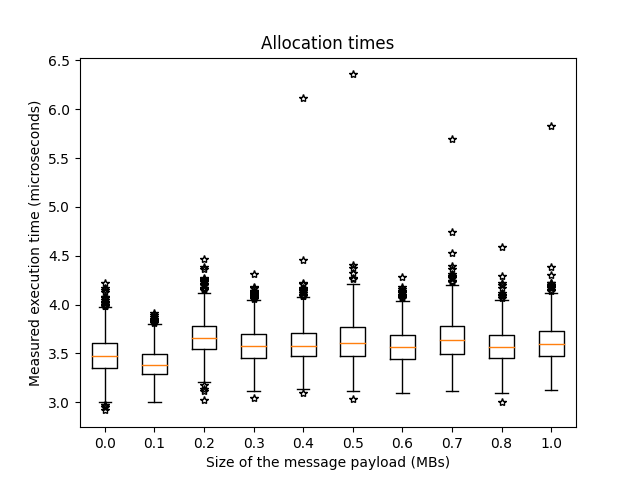 Allocation times
6.5
6.0
5.5
5.0
4.5
4.0
3.5
3.0
Measured execution time (microseconds)
0.0 0.1 0.2 0.3 0.4 0.5 0.6 0.7 0.8 1.0
Size of the message payload (MBs)